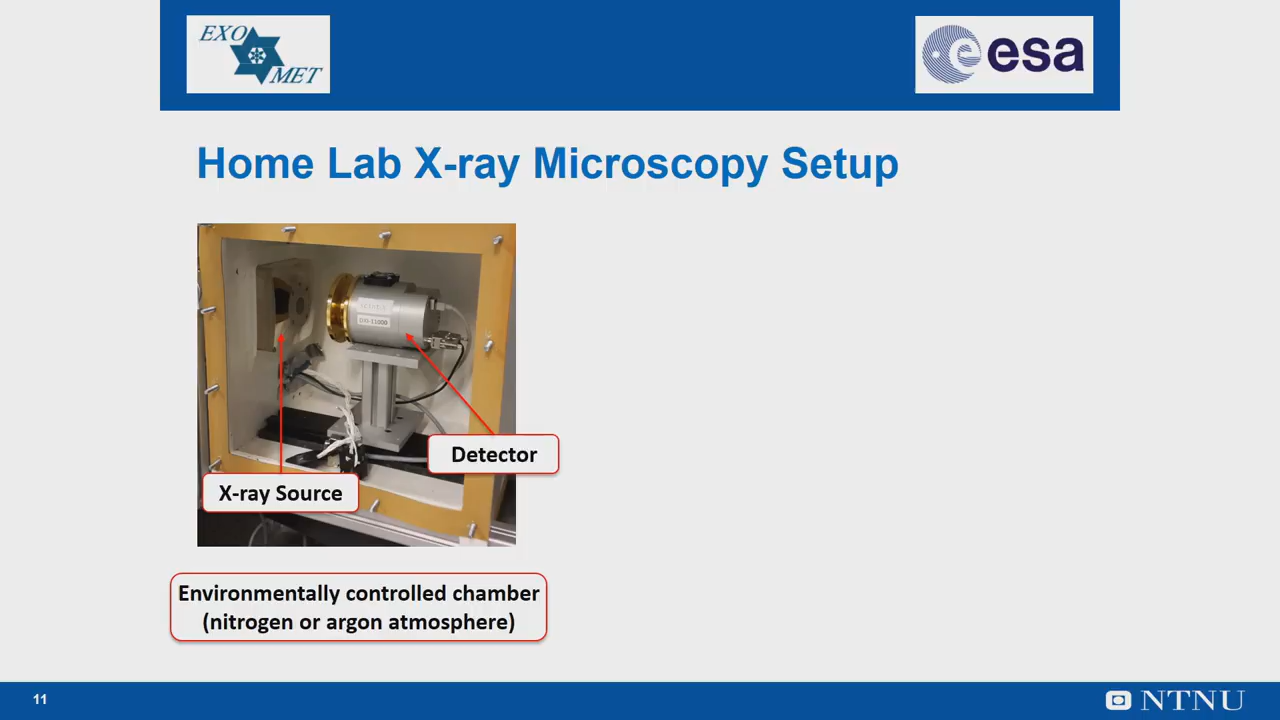 EXO
MET
esa
Home Lab X-ray Microscopy Setup
Detector
X-ray Source
Environmentally controlled chamber
(nitrogen or argon atmosphere)
11
NTNU